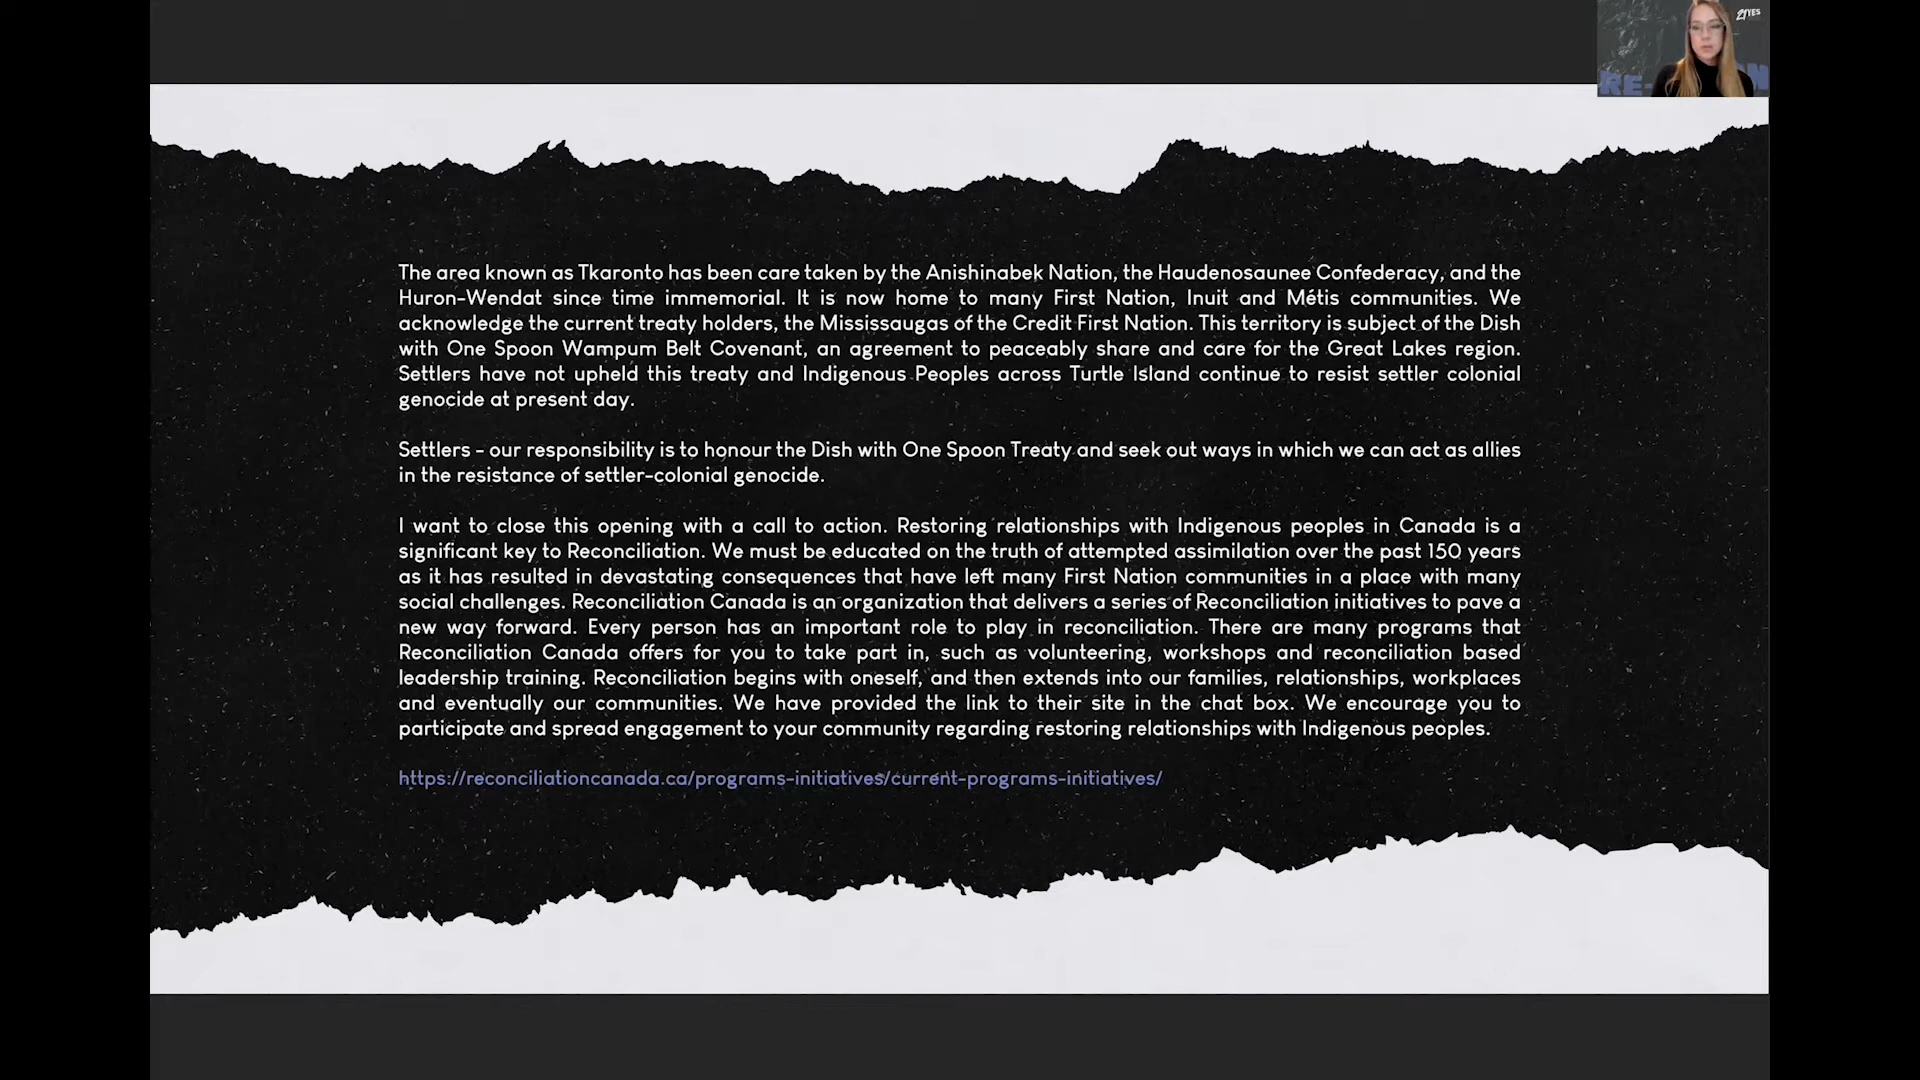 21YES
RE-
N
The area known as Tkaronto has been care taken by the Anishinabek Nation, the Haudenosaunee Confederacy, and the
Huron-Wendat since time immemorial. It is now home to many First Nation, Inuit and Métis communities. We
acknowledge the current treaty holders, the Mississaugas of the Credit First Nation. This territory is subject of the Dish
with One Spoon Wampum Belt Covenant, an agreement to peaceably share and care for the Great Lakes region.
Settlers have not upheld this treaty and Indigenous Peoples across Turtle Island continue to resist settler colonial
genocide at present day.
Settlers - our responsibility is to honour the Dish with One Spoon Treaty and seek out ways in which we can act as allies
in the resistance of settler-colonial genocide.
I want to close this opening with a call to action. Restoring relationships with Indigenous peoples in Canada is a
significant key to Reconciliation. We must be educated on the truth of attempted assimilation over the past 150 years
as it has resulted in devastating consequences that have left many First Nation communities in a place with many
social challenges. Reconciliation Canada is an organization that delivers a series of Reconciliation initiatives to pave a
new way forward. Every person has an important role to play in reconciliation. There are many programs that
Reconciliation Canada offers for you to take part in, such as volunteering, workshops and reconciliation based
leadership training. Reconciliation begins with oneself, and then extends into our families, relationships, workplaces
and eventually our communities. We have provided the link to their site in the chat box. We encourage you to
participate and spread engagement to your community regarding restoring relationships with Indigenous peoples.
https://reconciliationcanada.ca/programs-initiatives/current-programs-initiatives/